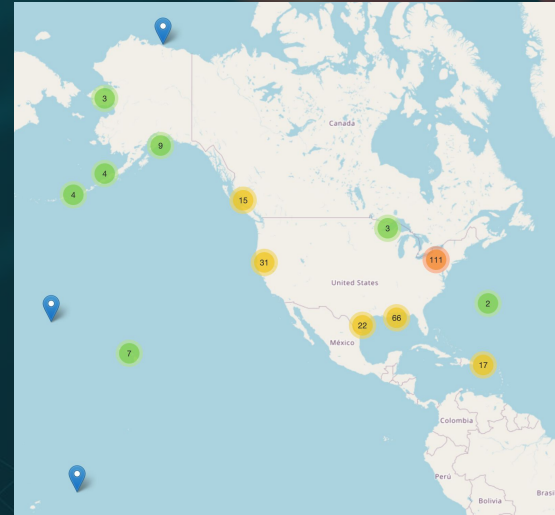 3
Canada
9
4
4
15
3
31
111
United States
2
66
22
México
7
17
Colombia
Perú
Brasi
Bolivia